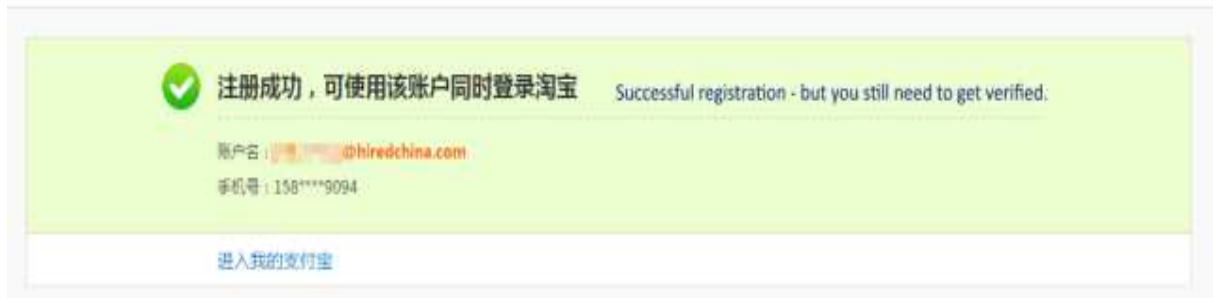 注册成功，可使用该账户同时登录淘宝 Successful registration - but you still need to get verified.
账户名：@hiredchina.com
手机号：158****9094
进入我的支付宝